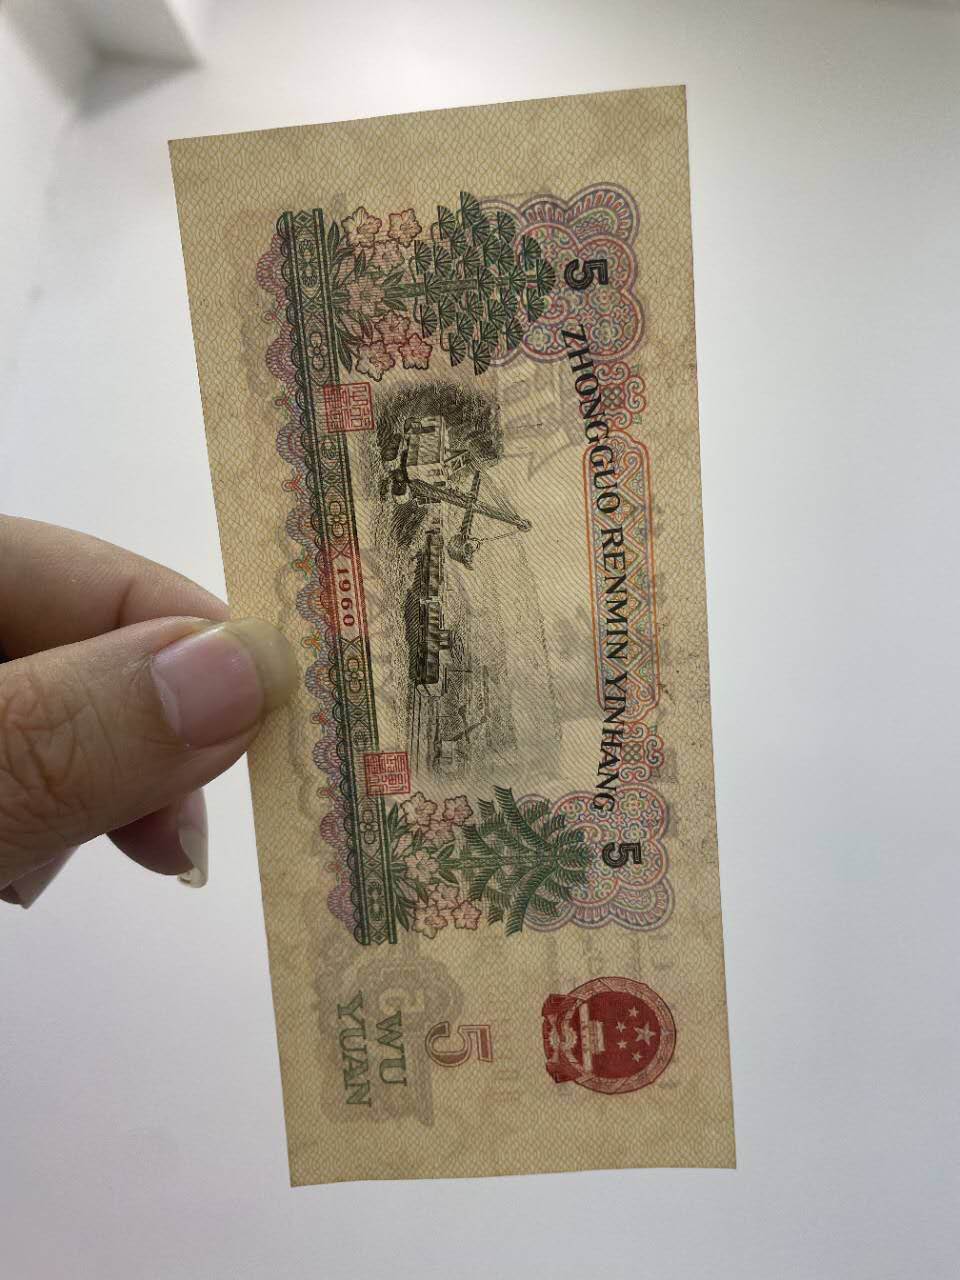 5 ZHONGGUO RENMIN YINHANG 5
1960
5
WU
YUAN